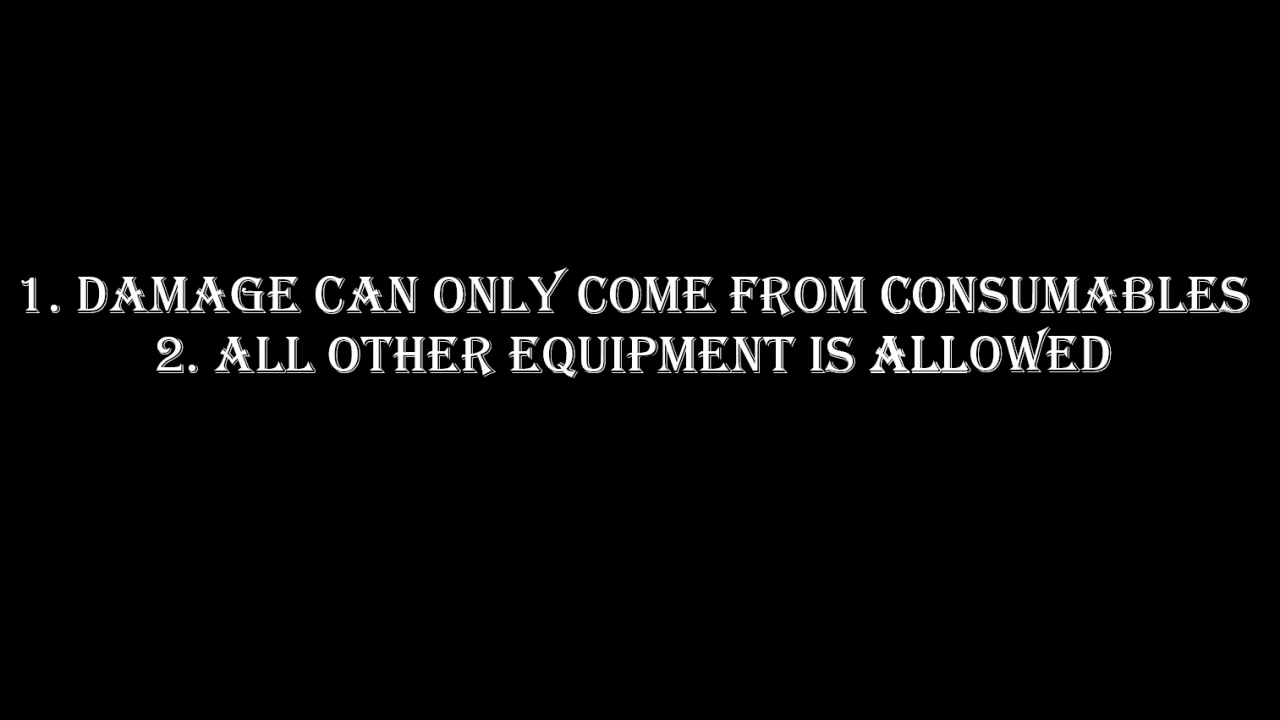 1. DAMAGE CAN ONLY COME FROM CONSUMABLES
2. ALL OTHER EQUIPMENT IS ALLOWED